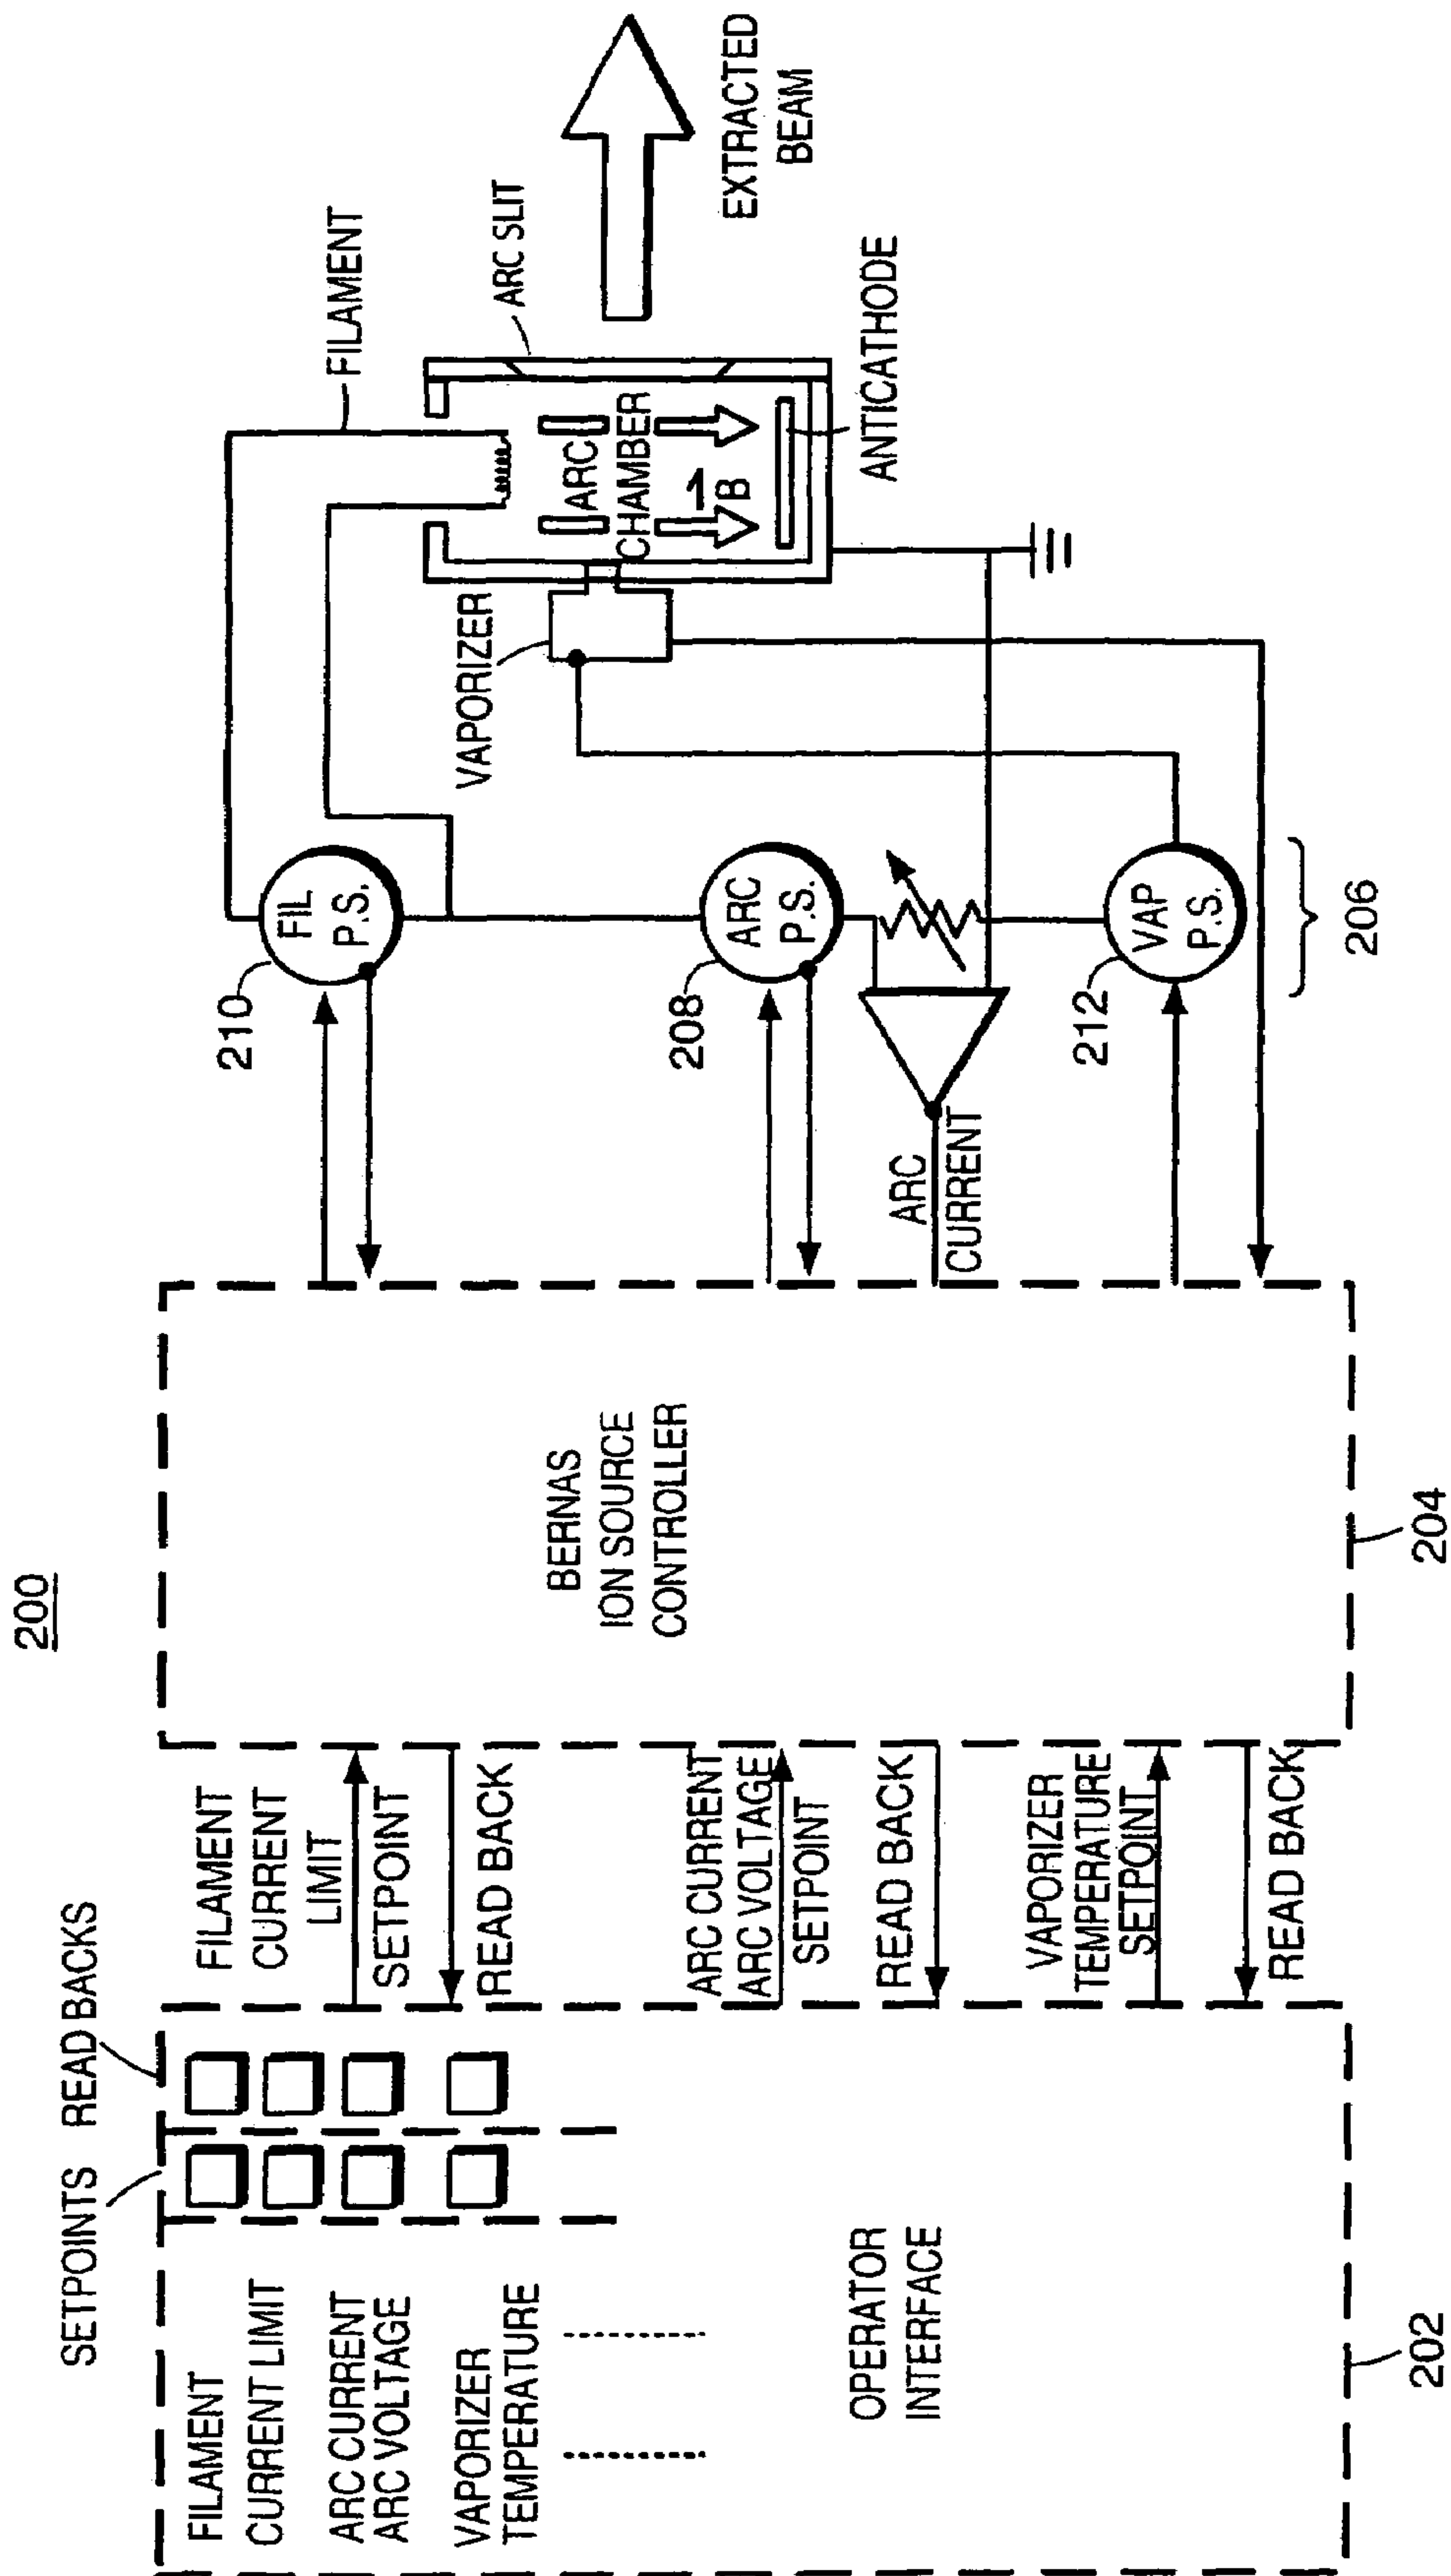 200
SETPOINTS
READ BACKS
FILAMENT
CURRENT LIMIT
ARC CURRENT
ARC VOLTAGE
VAPORIZER
TEMPERATURE
OPERATOR
INTERFACE
202
FILAMENT
CURRENT
LIMIT
SETPOINT
READ BACK
ARC CURRENT
ARC VOLTAGE
SETPOINT
READ BACK
VAPORIZER
TEMPERATURE
SETPOINT
READ BACK
BERNAS
ION SOURCE
CONTROLLER
204
210
FIL
P.S.
208
ARC
P.S.
ARC
CURRENT
212
VAP
P.S.
206
VAPORIZER
FILAMENT
ARC SLIT
ARC
CHAMBER
B
ANTICATHODE
EXTRACTED
BEAM